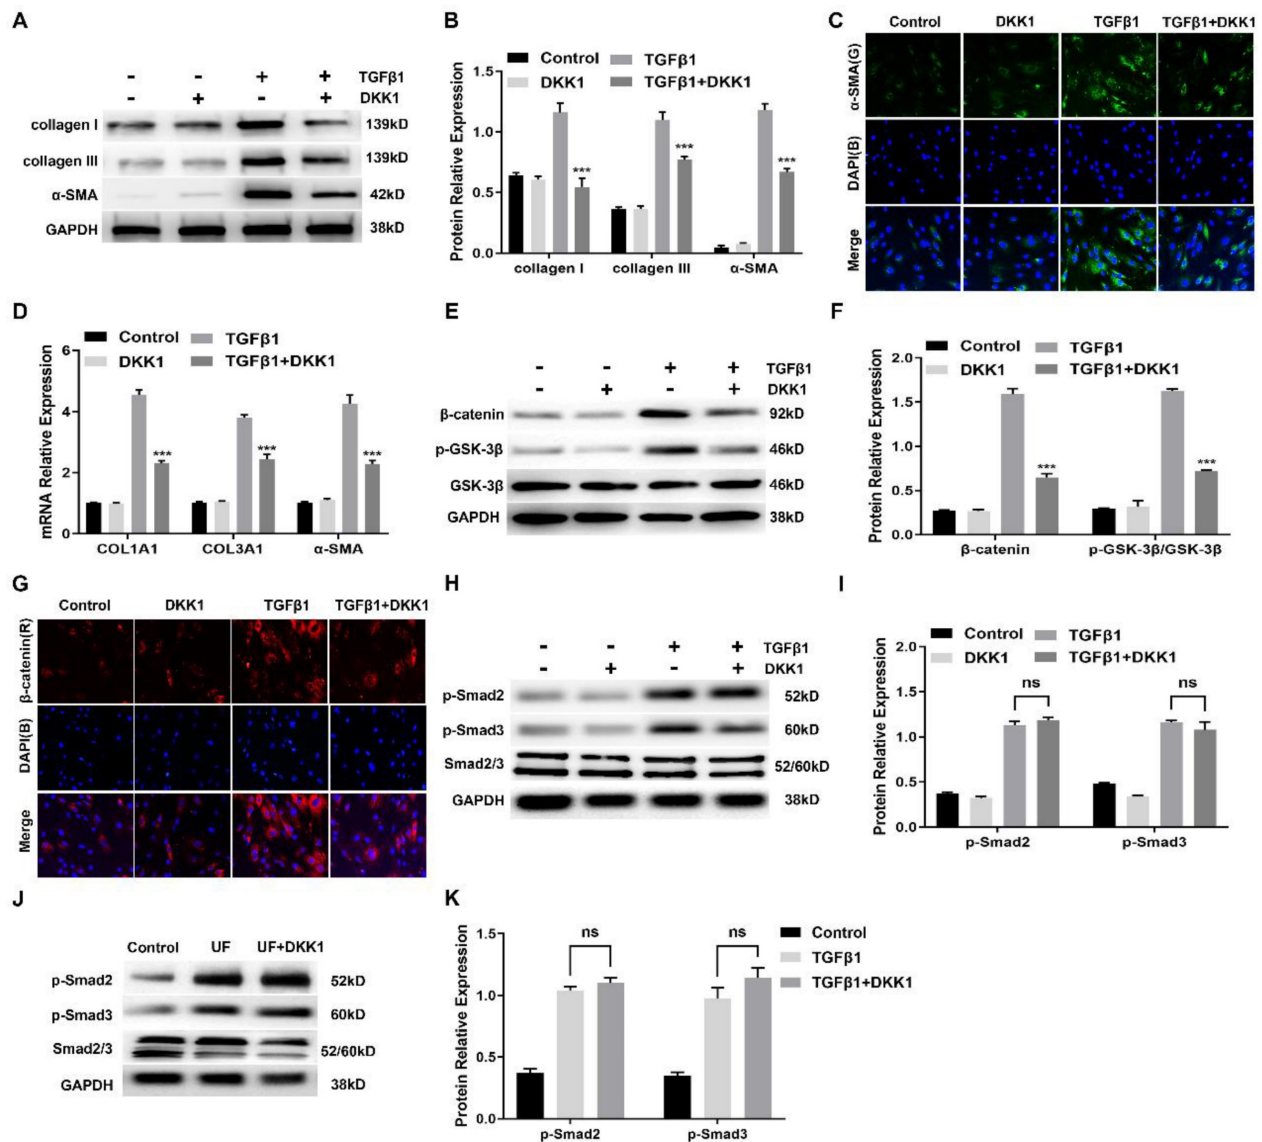 A
- - + + TGFβ1
- + - + DKK1
collagen I 139kD
collagen III 139kD
α-SMA 42kD
GAPDH 38kD
B
Control TGFβ1
DKK1 TGFβ1+DKK1
Protein Relative Expression
1.5
1.0
0.5
0.0
*** *** ***
collagen I collagen III α-SMA
C
Control DKK1 TGFβ1 TGFβ1+DKK1
α-SMA(G)
DAPI(B)
Merge
D
Control TGFβ1
DKK1 TGFβ1+DKK1
mRNA Relative Expression
6
4
2
0
*** *** ***
COL1A1 COL3A1 α-SMA
E
- - + + TGFβ1
- + - + DKK1
β-catenin 92kD
p-GSK-3β 46kD
GSK-3β 46kD
GAPDH 38kD
F
Control TGFβ1
DKK1 TGFβ1+DKK1
Protein Relative Expression
2.0
1.5
1.0
0.5
0.0
*** ***
β-catenin p-GSK-3β/GSK-3β
G
Control DKK1 TGFβ1 TGFβ1+DKK1
β-catenin(R)
DAPI(B)
Merge
H
- - + + TGFβ1
- + - + DKK1
p-Smad2 52kD
p-Smad3 60kD
Smad2/3 52/60kD
GAPDH 38kD
I
Control TGFβ1
DKK1 TGFβ1+DKK1
Protein Relative Expression
2.0
1.5
1.0
0.5
0.0
ns ns
p-Smad2 p-Smad3
J
Control UF UF+DKK1
p-Smad2 52kD
p-Smad3 60kD
Smad2/3 52/60kD
GAPDH 38kD
K
Protein Relative Expression
1.5
1.0
0.5
0.0
ns ns
Control
TGFβ1
TGFβ1+DKK1
p-Smad2 p-Smad3